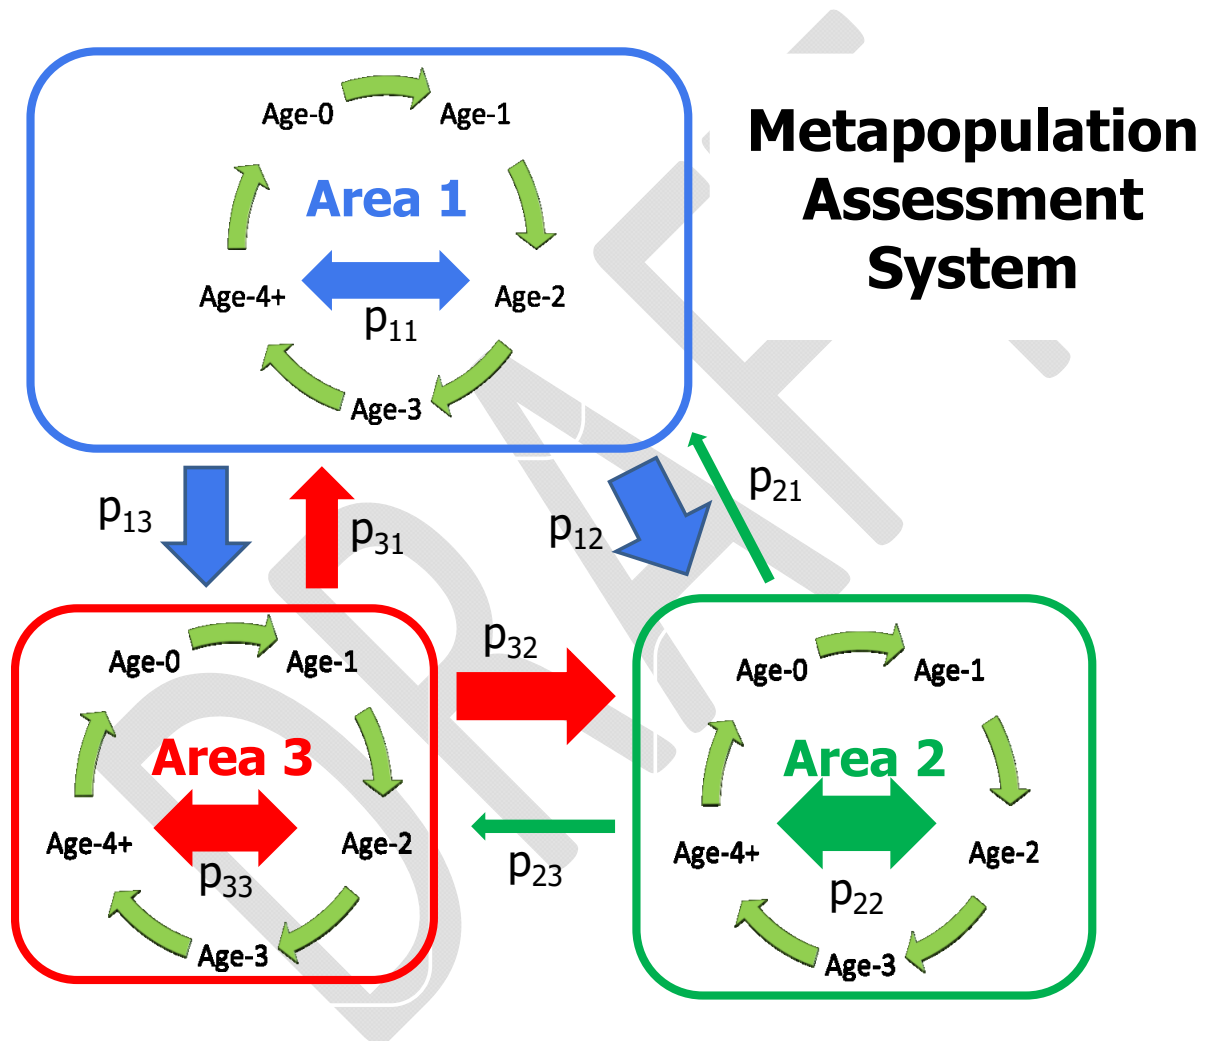 Metapopulation
Assessment
System
Age-0
Age-1
Area 1
Age-4+
Age-2
p11
Age-3
p13
p31
p12
p21
Age-0
Age-1
Area 3
Age-4+
Age-2
p33
Age-3
p32
p23
Age-0
Age-1
Area 2
Age-4+
Age-2
p22
Age-3
DRAFT